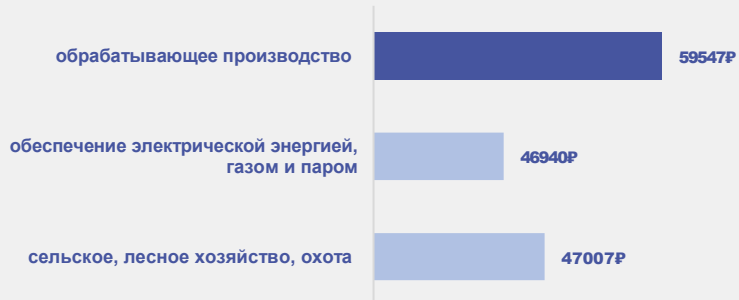 обрабатывающее производство 59547₽
обеспечение электрической энергией,
газом и паром 46940₽
сельское, лесное хозяйство, охота 47007₽